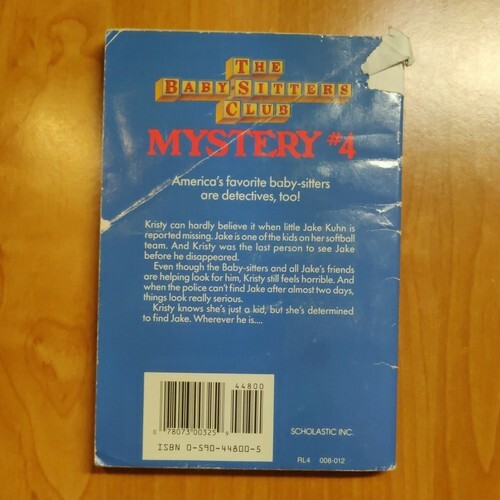 THE
BABY-SITTERS
CLUB
MYSTERY #4
America's favorite baby-sitters
are detectives, too!
Kristy can hardly believe it when little Jake Kuhn is
reported missing. Jake is one of the kids on her softball
team. And Kristy was the last person to see Jake
before he disappeared.
Even though the Baby-sitters and all Jake's friends
are helping look for him, Kristy still feels horrible. And
when the police can't find Jake after almost two days,
things look really serious.
Kristy knows she's just a kid, but she's determined
to find Jake. Wherever he is....
44800
0 78073 00325 9
ISBN 0-590-44800-5
SCHOLASTIC INC.
RL4 008-012